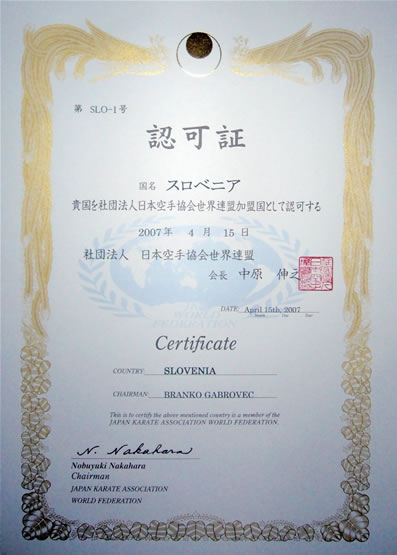 第 SLO-1号
認可証
国名 スロベニア
貴国を社団法人日本空手協会世界連盟加盟国として認可する
2007年 4月 15日
社団法人 日本空手協会世界連盟
会長 中原 伸之
DATE: April 15th, 2007
WORLD
FEDERATION
Certificate
COUNTRY: SLOVENIA
CHAIRMAN: BRANKO GABROVEC
This is to certify the above mentioned country is a member of the
JAPAN KARATE ASSOCIATION WORLD FEDERATION.
N. Nakahara
Nobuyuki Nakahara
Chairman
JAPAN KARATE ASSOCIATION
WORLD FEDERATION